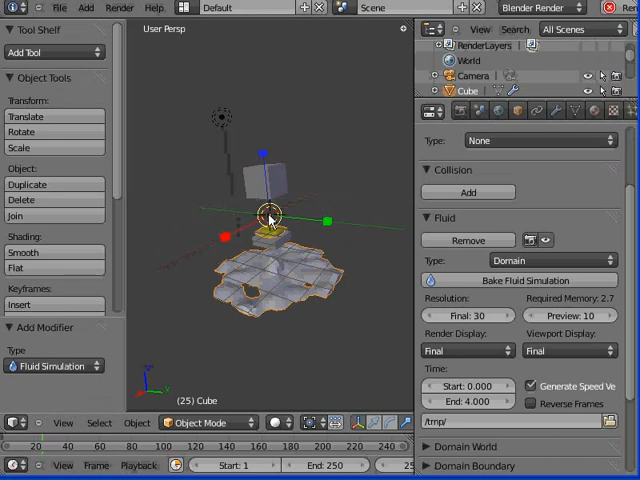 File Add Render Help Default Scene Blender Render Ren
Tool Shelf
Add Tool
Object Tools
Transform:
Translate
Rotate
Scale
Object:
Duplicate
Delete
Join
Shading:
Smooth
Flat
Keyframes:
Insert
Add Modifier
Type
Fluid Simulation
User Persp
(25) Cube
View Select Object Object Mode
20 40 60 80 100 120 140 160 180 200 220 240 260
View Frame Playback Start: 1 End: 250 25
View Search All Scenes
RenderLayers
World
Camera
Cube
Type: None
Collision
Add
Fluid
Remove
Type: Domain
Bake Fluid Simulation
Resolution: Required Memory: 2.7
Final: 30 Preview: 10
Render Display: Viewport Display:
Final Final
Time:
Start: 0.000 Generate Speed Ve
End: 4.000 Reverse Frames
/tmp/
Domain World
Domain Boundary